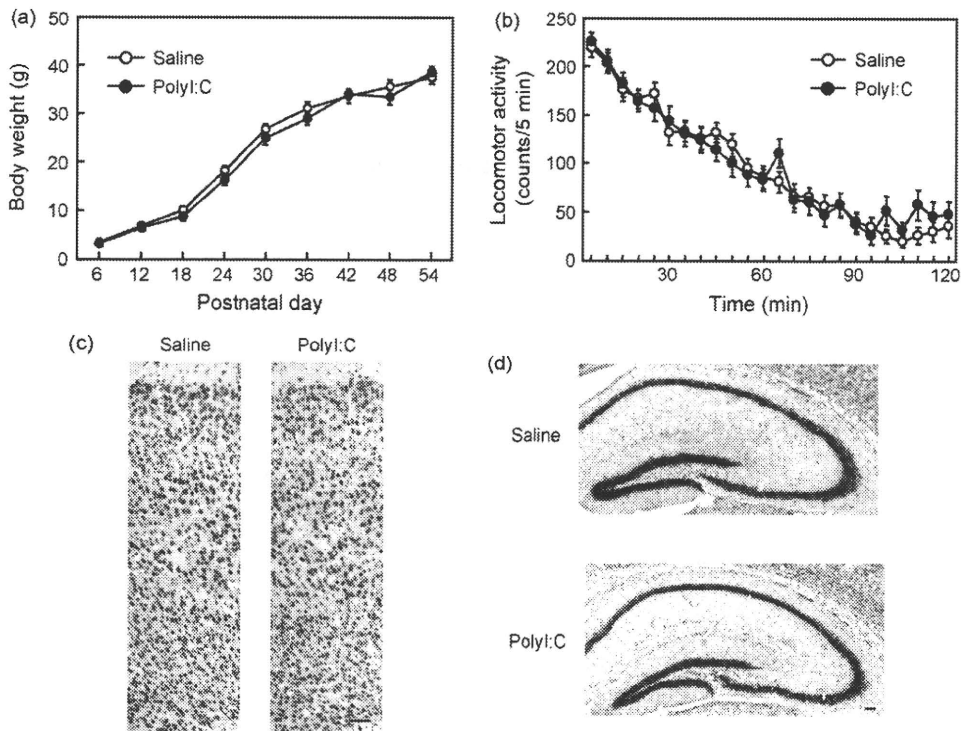 (a)
Body weight (g)
50
40
30
20
10
0
Saline
PolyI:C
6 12 18 24 30 36 42 48 54
Postnatal day
(b)
Locomotor activity
(counts/5 min)
250
200
150
100
50
0
Saline
PolyI:C
30 60 90 120
Time (min)
(c)
Saline PolyI:C
(d)
Saline
PolyI:C